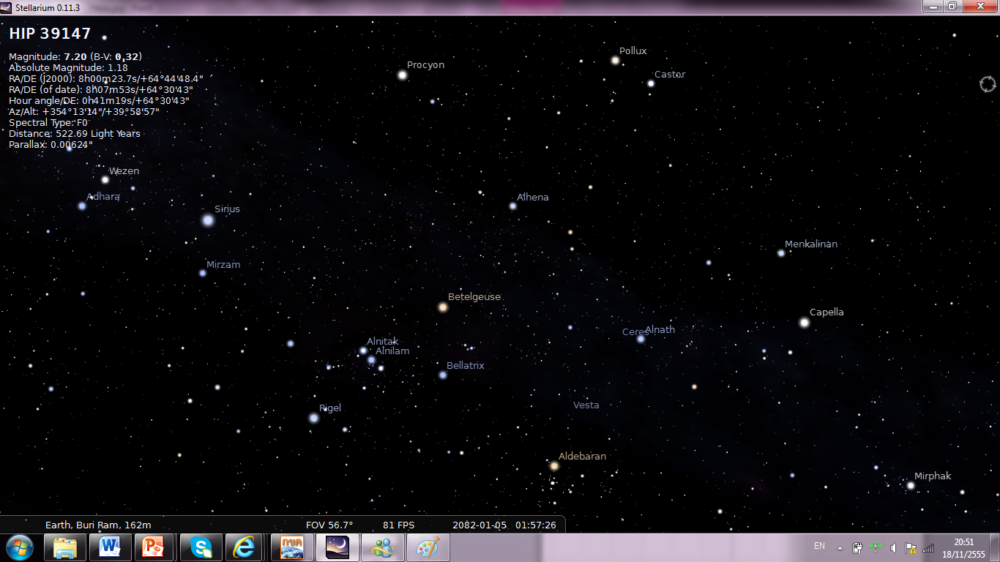 Stellarium 0.11.3
HIP 39147
Magnitude: 7.20 (B-V: 0.32)
Absolute Magnitude: 1.18
RA/DE (J2000): 8h00m23.7s/+64°44'48.4"
RA/DE (of date): 8h07m53s/+64°30'43"
Hour angle/DE: 0h41m19s/+64°30'43"
Az/Alt: +354°13'14"/+39°58'57"
Spectral Type: F0
Distance: 522.69 Light Years
Parallax: 0.00624"
Pollux
Procyon
Castor
Wezen
Adhara
Alhena
Sirius
Menkalinan
Mirzam
Betelgeuse
Capella
Ceres
Alnath
Alnitak
Alnilam
Bellatrix
Vesta
Rigel
Aldebaran
Mirphak
Earth, Buri Ram, 162m
FOV 56.7°
81 FPS
2082-01-05 01:57:26
EN
20:51
18/11/2555